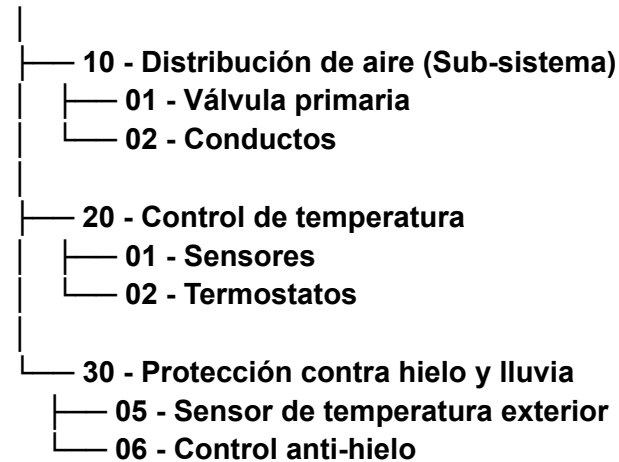 10 - Distribución de aire (Sub-sistema)
01 - Válvula primaria
02 - Conductos
20 - Control de temperatura
01 - Sensores
02 - Termostatos
30 - Protección contra hielo y lluvia
05 - Sensor de temperatura exterior
06 - Control anti-hielo